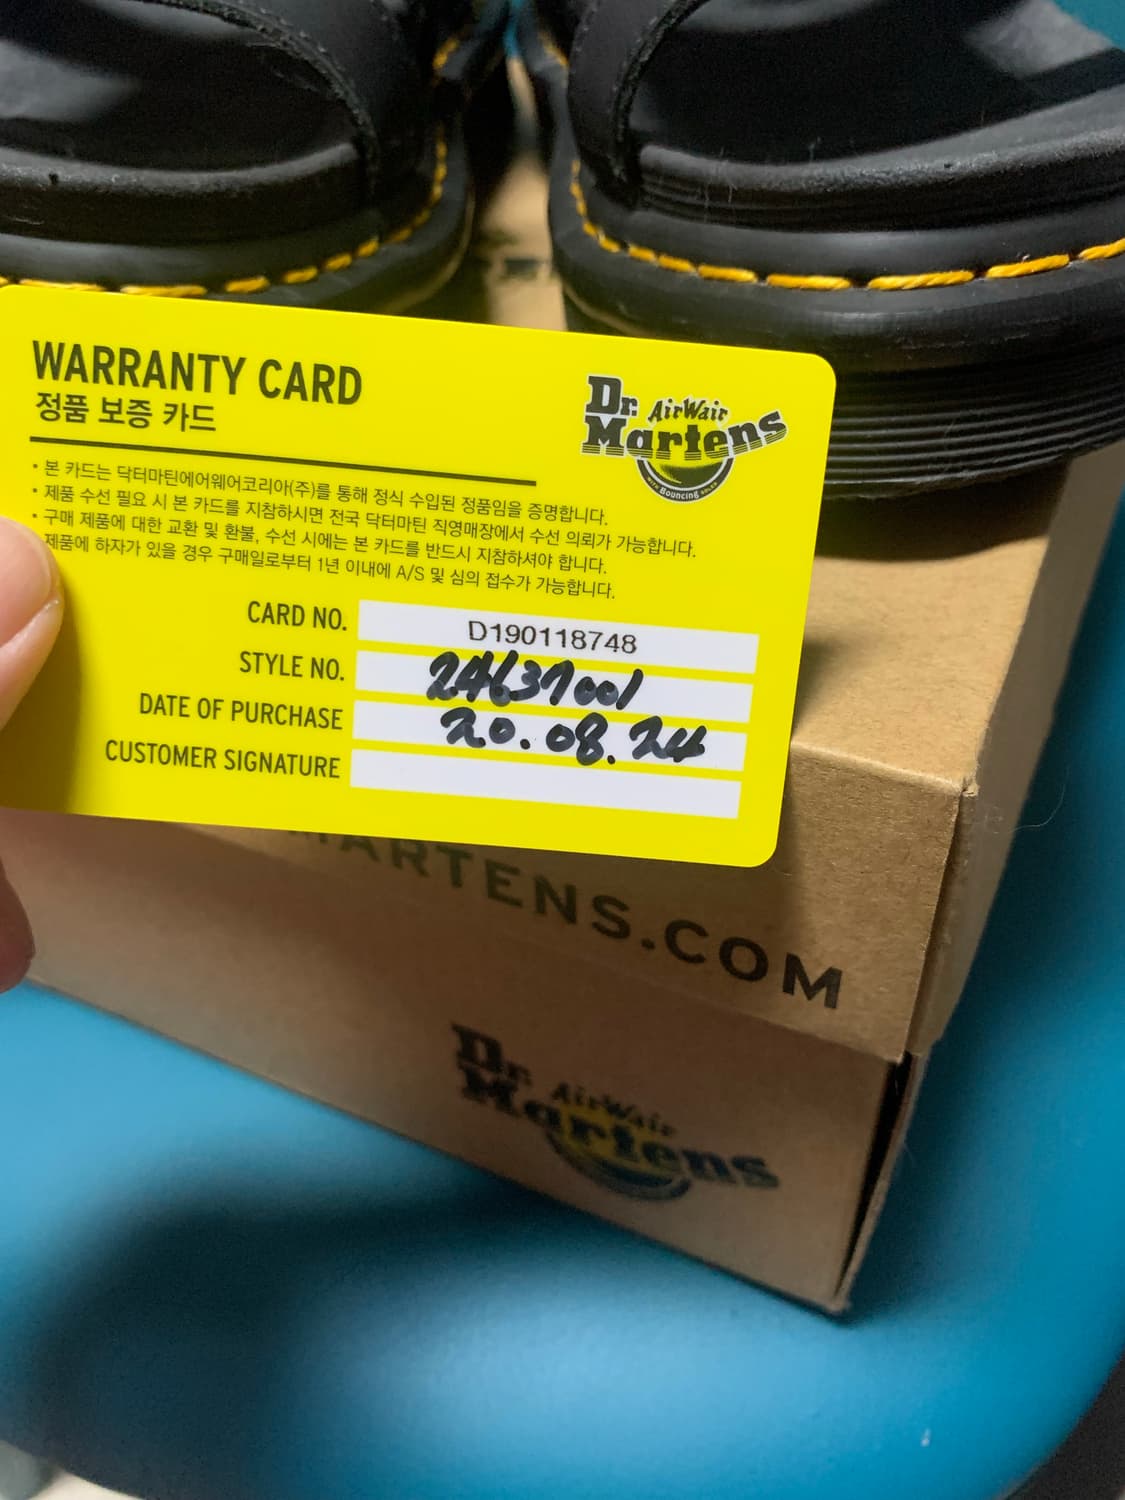 WARRANTY CARD
정품 보증 카드
Dr. Martens
AirWair
WITH Bouncing SOLES
• 본 카드는 닥터마틴에어웨어코리아(주)를 통해 정식 수입된 정품임을 증명합니다.
• 제품 수선 필요 시 본 카드를 지참하시면 전국 닥터마틴 직영매장에서 수선 의뢰가 가능합니다.
• 구매 제품에 대한 교환 및 환불, 수선 시에는 본 카드를 반드시 지참하셔야 합니다.
제품에 하자가 있을 경우 구매일로부터 1년 이내에 A/S 및 심의 접수가 가능합니다.
CARD NO. D190118748
STYLE NO. 24637001
DATE OF PURCHASE 20.08.24
CUSTOMER SIGNATURE
MARTENS.COM
Dr. Martens
AirWair